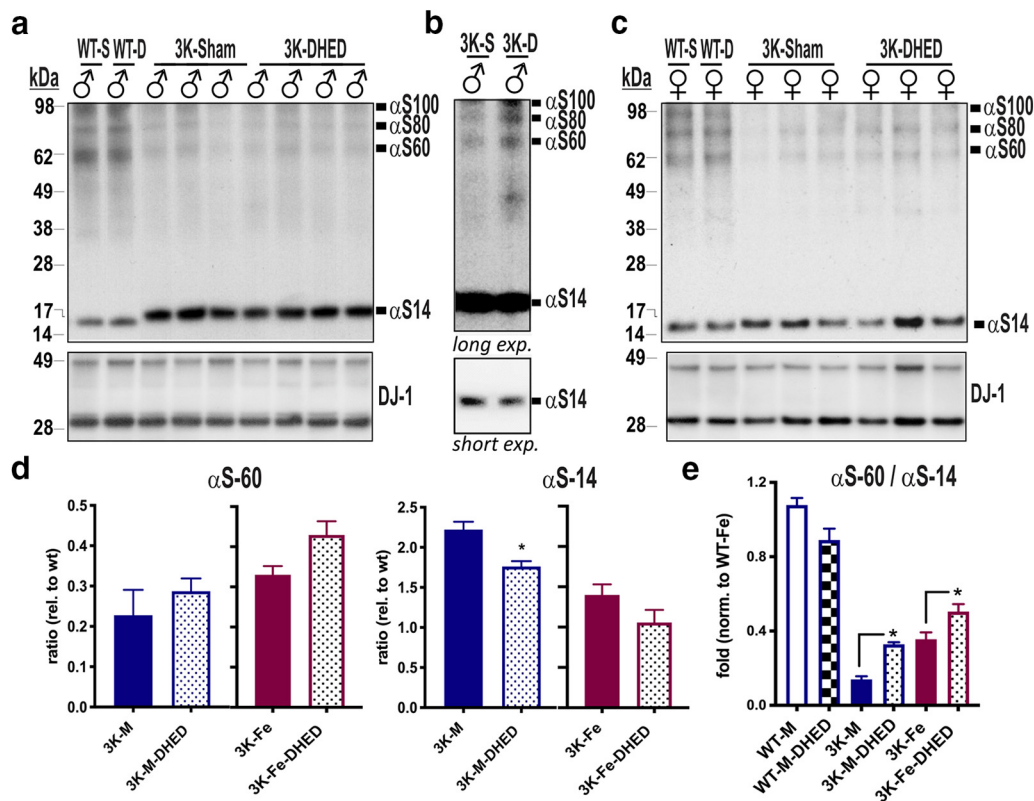 a
WT-S WT-D 3K-Sham 3K-DHED
♂ ♂ ♂ ♂ ♂ ♂ ♂ ♂ ♂
kDa
98
62
49
38
28
17
14
αS100
αS80
αS60
αS14
49
28
DJ-1
b
3K-S 3K-D
♂ ♂
αS100
αS80
αS60
αS14
long exp.
αS14
short exp.
c
WT-S WT-D 3K-Sham 3K-DHED
♀ ♀ ♀ ♀ ♀ ♀ ♀ ♀
kDa
98
62
49
38
28
17
14
αS100
αS80
αS60
αS14
49
28
DJ-1
d
αS-60
ratio (rel. to wt)
0.5
0.4
0.3
0.2
0.1
0.0
3K-M
3K-M-DHED
3K-Fe
3K-Fe-DHED
αS-14
ratio (rel. to wt)
2.5
2.0
1.5
1.0
0.5
0.0
*
3K-M
3K-M-DHED
3K-Fe
3K-Fe-DHED
e
αS-60 / αS-14
fold (norm. to WT-Fe)
1.2
0.8
0.4
0.0
* *
WT-M
WT-M-DHED
3K-M
3K-M-DHED
3K-Fe
3K-Fe-DHED